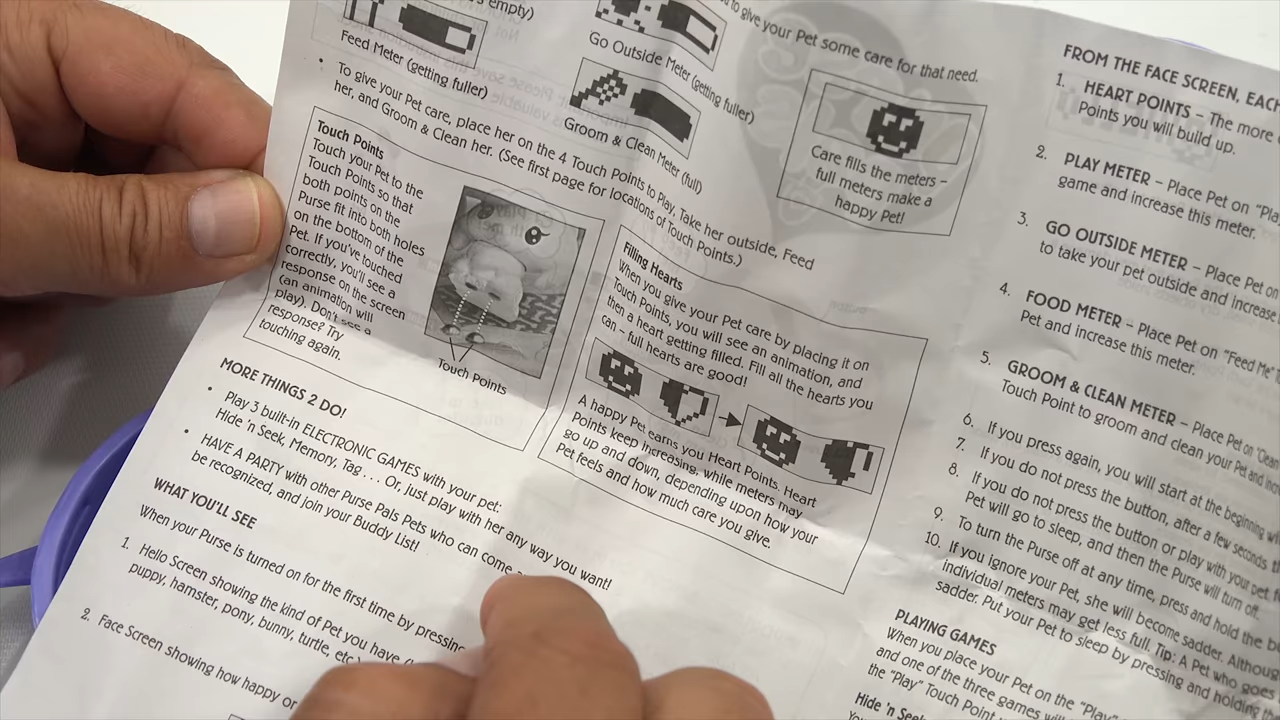 s empty)
Feed Meter (getting fuller)
to give your Pet some care for that need.
Go Outside Meter (getting fuller)
Groom & Clean Meter (full)
Care fills the meters –
full meters make a
happy Pet!
• To give your Pet care, place her on the 4 Touch Points to Play, Take her outside, Feed
her, and Groom & Clean her. (See first page for locations of Touch Points.)
Touch Points
Touch your Pet to the
Touch Points so that
both points on the
Purse fit into both holes
on the bottom of the
Pet. If you've touched
correctly, you'll see a
response on the screen
(an animation will
play). Don't see a
response? Try
touching again.
Touch Points
Filling Hearts
When you give your Pet care by placing it on
Touch Points, you will see an animation, and
then a heart getting filled. Fill all the hearts you
can – full hearts are good!
A happy Pet earns you Heart Points. Heart
Points keep increasing, while meters may
go up and down, depending upon how your
Pet feels and how much care you give.
MORE THINGS 2 DO!
• Play 3 built-in ELECTRONIC GAMES with your pet:
Hide 'n Seek, Memory, Tag . . . Or, just play with her any way you want!
• HAVE A PARTY with other Purse Pals Pets who can come
be recognized, and join your Buddy List!
WHAT YOU'LL SEE
When your Purse is turned on for the first time by pressing
1. Hello Screen showing the kind of Pet you have
puppy, hamster, pony, bunny, turtle, etc
2. Face Screen showing how happy or
FROM THE FACE SCREEN, EAC
1. HEART POINTS – The more
Points you will build up.
2. PLAY METER – Place Pet on "Pla
game and increase this meter.
3. GO OUTSIDE METER – Place Pet on
to take your pet outside and increase
4. FOOD METER – Place Pet on "Feed Me"
Pet and increase this meter.
5. GROOM & CLEAN METER – Place Pet on "Clean
Touch Point to groom and clean your Pet and incr
6. If you press again, you will start at the beginning
7. If you do not press the button, after a few seconds
8. If you do not press the button or play with your pet
Pet will go to sleep, and then the Purse will turn off.
9. To turn the Purse off at any time, press and hold the b
10. If you ignore your Pet, she will become sadder. Althoug
individual meters may get less full. Tip: A Pet who goes
sadder. Put your Pet to sleep by pressing and holding th
PLAYING GAMES
When you place your Pet on the "Play"
and one of the three games will
the "Play" Touch Point
Hide 'n Seek